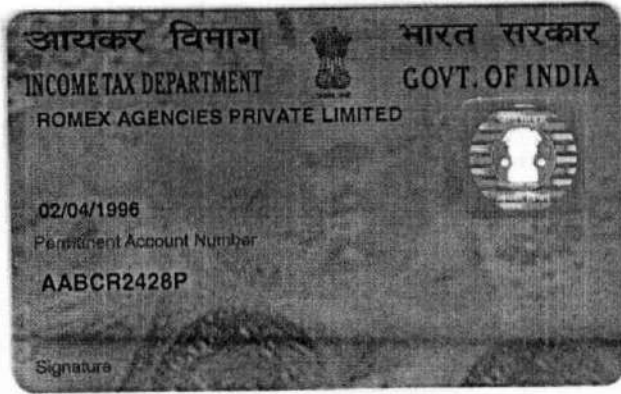 आयकर विभाग
भारत सरकार
INCOME TAX DEPARTMENT
GOVT. OF INDIA
ROMEX AGENCIES PRIVATE LIMITED
02/04/1996
Permanent Account Number
AABCR2428P
Signature